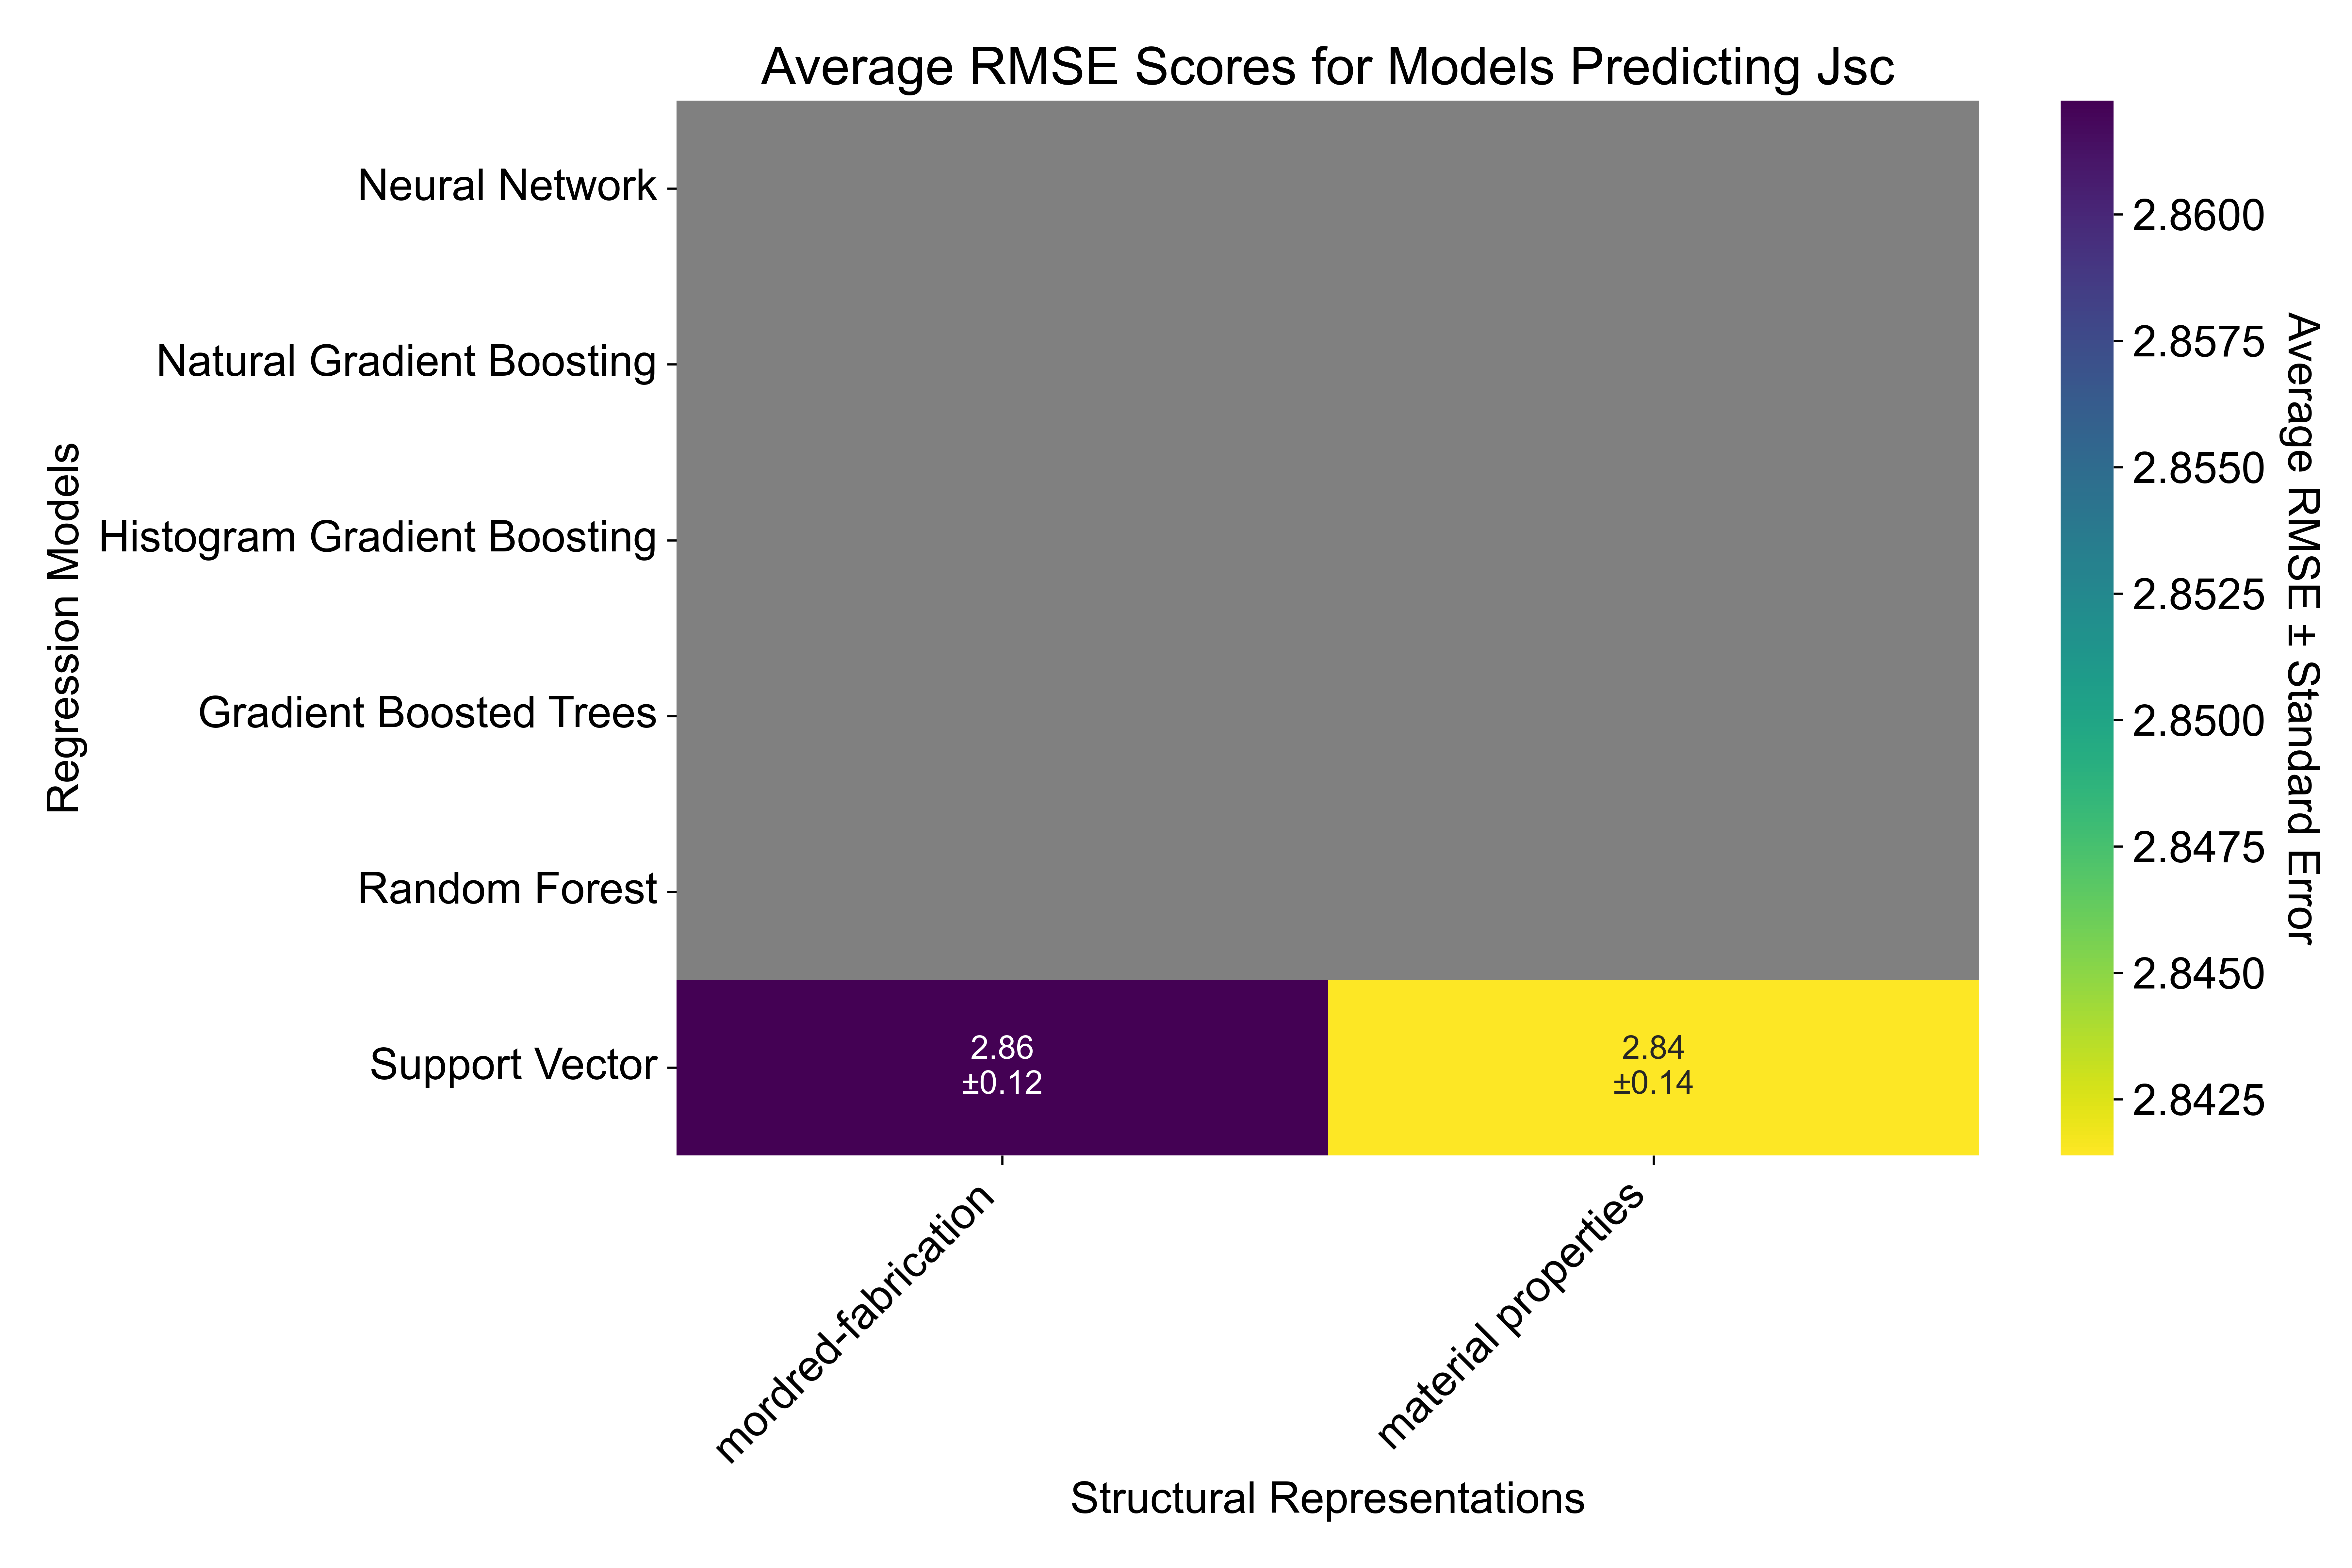 Average RMSE Scores for Models Predicting Jsc
Regression Models
Neural Network
Natural Gradient Boosting
Histogram Gradient Boosting
Gradient Boosted Trees
Random Forest
Support Vector
2.86
±0.12
2.84
±0.14
mordred-fabrication
material properties
Structural Representations
2.8600
2.8575
2.8550
2.8525
2.8500
2.8475
2.8450
2.8425
Average RMSE ± Standard Error